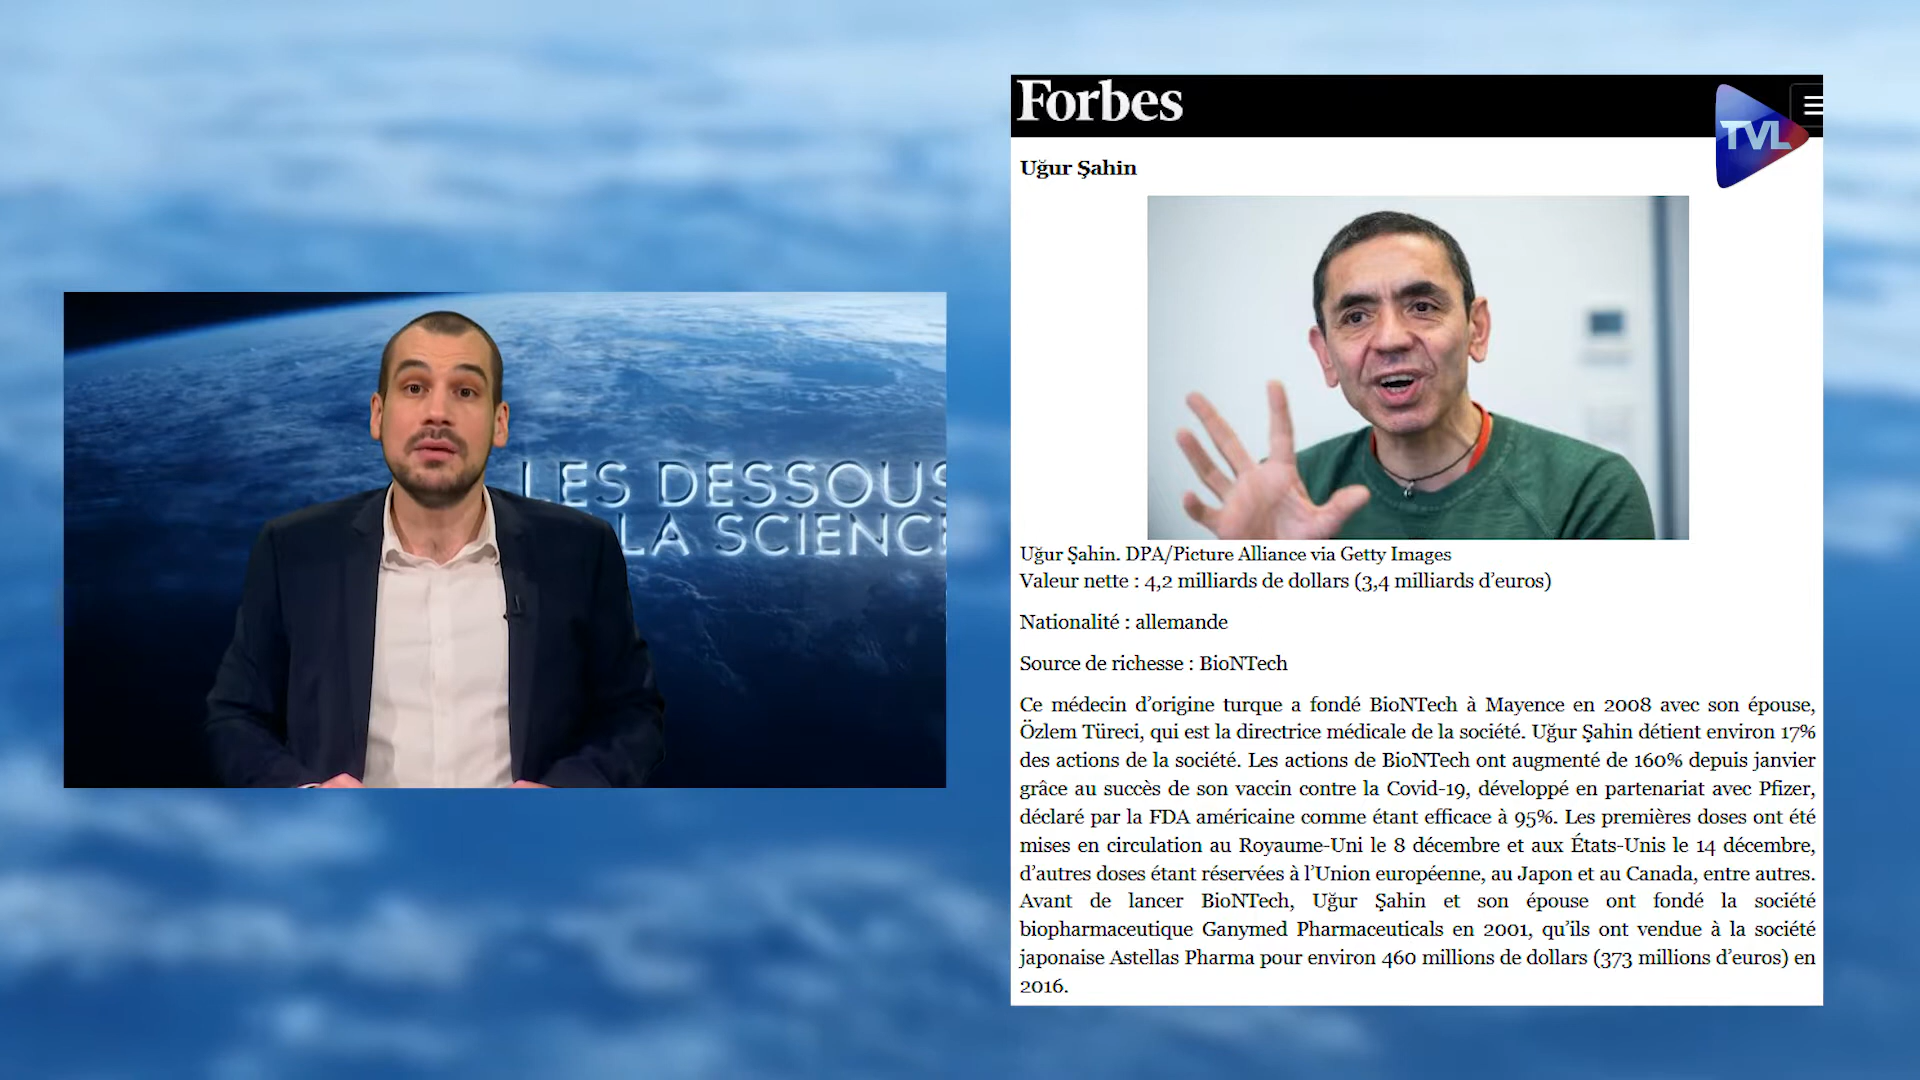 LES DESSOUS
LA SCIENCE
Forbes
TVL
Uğur Şahin
Uğur Şahin. DPA/Picture Alliance via Getty Images
Valeur nette : 4,2 milliards de dollars (3,4 milliards d’euros)
Nationalité : allemande
Source de richesse : BioNTech
Ce médecin d’origine turque a fondé BioNTech à Mayence en 2008 avec son épouse,
Özlem Türeci, qui est la directrice médicale de la société. Uğur Şahin détient environ 17%
des actions de la société. Les actions de BioNTech ont augmenté de 160% depuis janvier
grâce au succès de son vaccin contre la Covid-19, développé en partenariat avec Pfizer,
déclaré par la FDA américaine comme étant efficace à 95%. Les premières doses ont été
mises en circulation au Royaume-Uni le 8 décembre et aux États-Unis le 14 décembre,
d’autres doses étant réservées à l’Union européenne, au Japon et au Canada, entre autres.
Avant de lancer BioNTech, Uğur Şahin et son épouse ont fondé la société
biopharmaceutique Ganymed Pharmaceuticals en 2001, qu’ils ont vendue à la société
japonaise Astellas Pharma pour environ 460 millions de dollars (373 millions d’euros) en
2016.